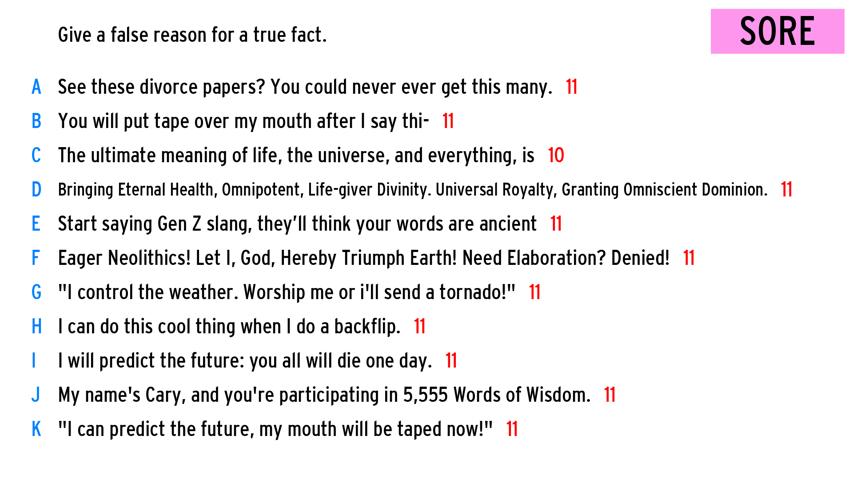 Give a false reason for a true fact.
SORE
A See these divorce papers? You could never ever get this many. 11
B You will put tape over my mouth after I say thi- 11
C The ultimate meaning of life, the universe, and everything, is 10
D Bringing Eternal Health, Omnipotent, Life-giver Divinity. Universal Royalty, Granting Omniscient Dominion. 11
E Start saying Gen Z slang, they'll think your words are ancient 11
F Eager Neolithics! Let I, God, Hereby Triumph Earth! Need Elaboration? Denied! 11
G "I control the weather. Worship me or i'll send a tornado!" 11
H I can do this cool thing when I do a backflip. 11
I I will predict the future: you all will die one day. 11
J My name's Cary, and you're participating in 5,555 Words of Wisdom. 11
K "I can predict the future, my mouth will be taped now!" 11